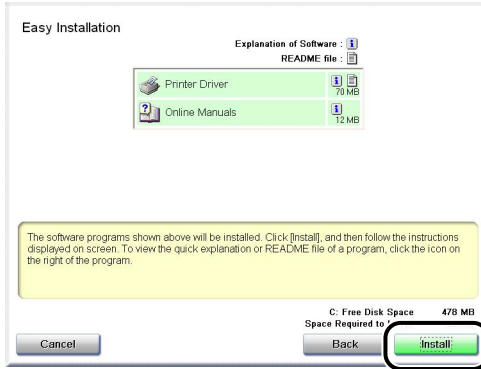 Easy Installation
Explanation of Software :
README file :
Printer Driver
70 MB
Online Manuals
12 MB
The software programs shown above will be installed. Click [Install], and then follow the instructions
displayed on screen. To view the quick explanation or README file of a program, click the icon on
the right of the program.
C: Free Disk Space 478 MB
Space Required to
Cancel
Back
Install